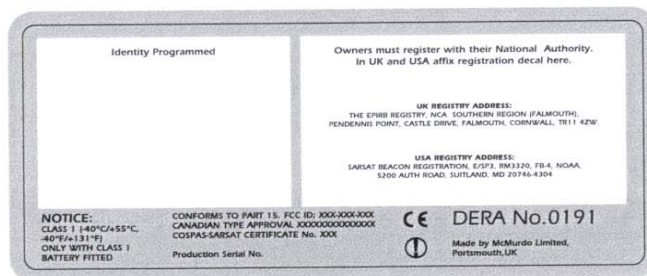 Identity Programmed
Owners must register with their National Authority.
In UK and USA affix registration decal here.
UK REGISTRY ADDRESS:
THE EPIRB REGISTRY, NCA SOUTHERN REGION (FALMOUTH),
PENDENNIS POINT, CASTLE DRIVE, FALMOUTH, CORNWALL, TR11 4ZW.
USA REGISTRY ADDRESS:
SARSAT BEACON REGISTRATION, E/SP3, RM3320, FB-4, NOAA,
5200 AUTH ROAD, SUITLAND, MD 20746-4304
NOTICE:
CLASS 1 (-40°C/+55°C,
-40°F/+131°F)
ONLY WITH CLASS 1
BATTERY FITTED
CONFORMS TO PART 15. FCC ID: XXX-XXX-XXX
CANADIAN TYPE APPROVAL XXXXXXXXXXXXXXX
COSPAS-SARSAT CERTIFICATE No. XXX
Production Serial No.
CE
DERA No.0191
Made by McMurdo Limited,
Portsmouth,UK